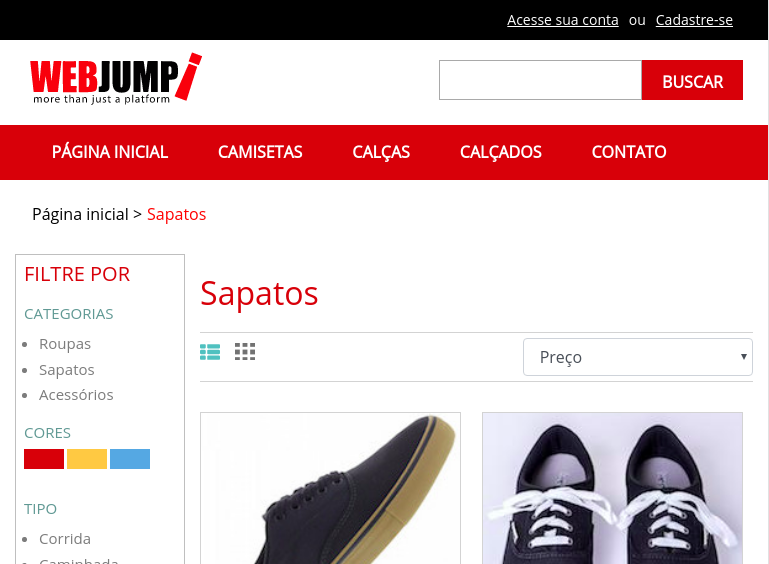 Acesse sua conta ou Cadastre-se
WEBJUMP!
more than just a platform
BUSCAR
PÁGINA INICIAL CAMISETAS CALÇAS CALÇADOS CONTATO
Página inicial > Sapatos
FILTRE POR
CATEGORIAS
Roupas
Sapatos
Acessórios
CORES
TIPO
Corrida
Caminhada
Sapatos
Preço